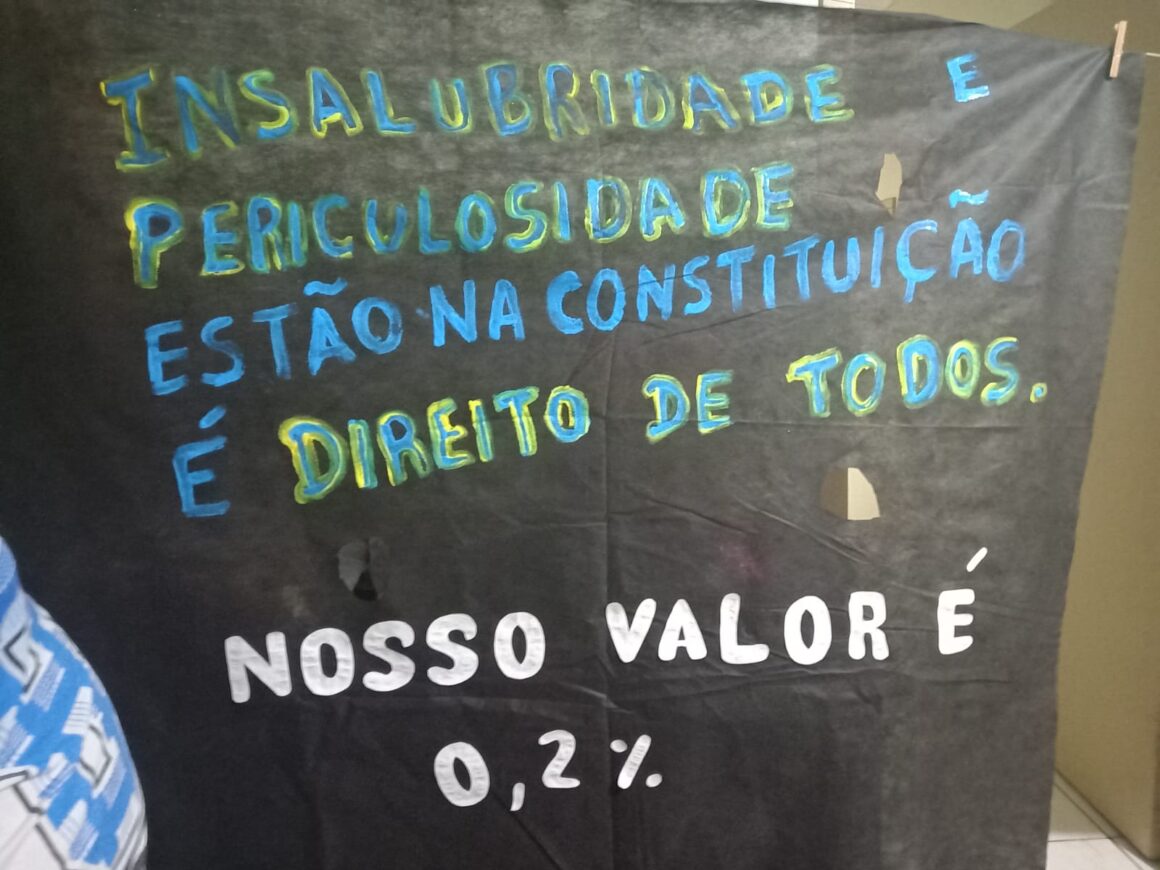 INSALUBRIDADE E
PERICULOSIDADE
ESTÃO NA CONSTITUIÇÃO
É DIREITO DE TODOS.
NOSSO VALOR É
0,2%